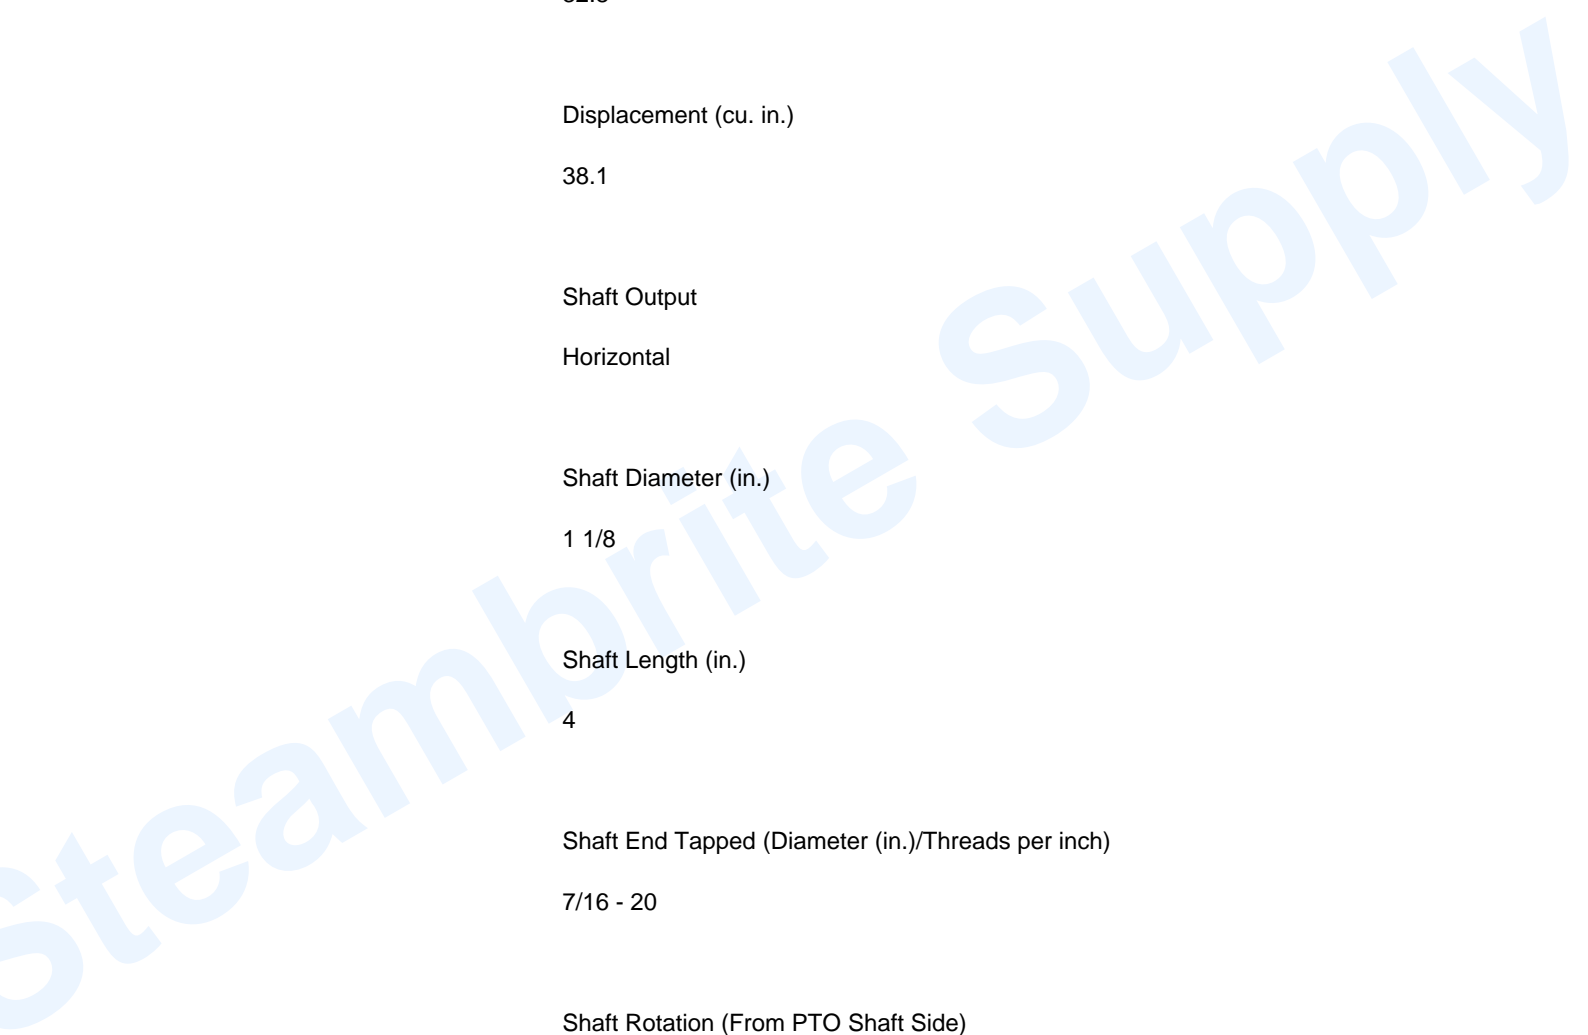 Displacement (cu. in.)
38.1
Shaft Output
Horizontal
Shaft Diameter (in.)
1 1/8
Shaft Length (in.)
4
Shaft End Tapped (Diameter (in.)/Threads per inch)
7/16 - 20
Shaft Rotation (From PTO Shaft Side)
Steambrite Supply